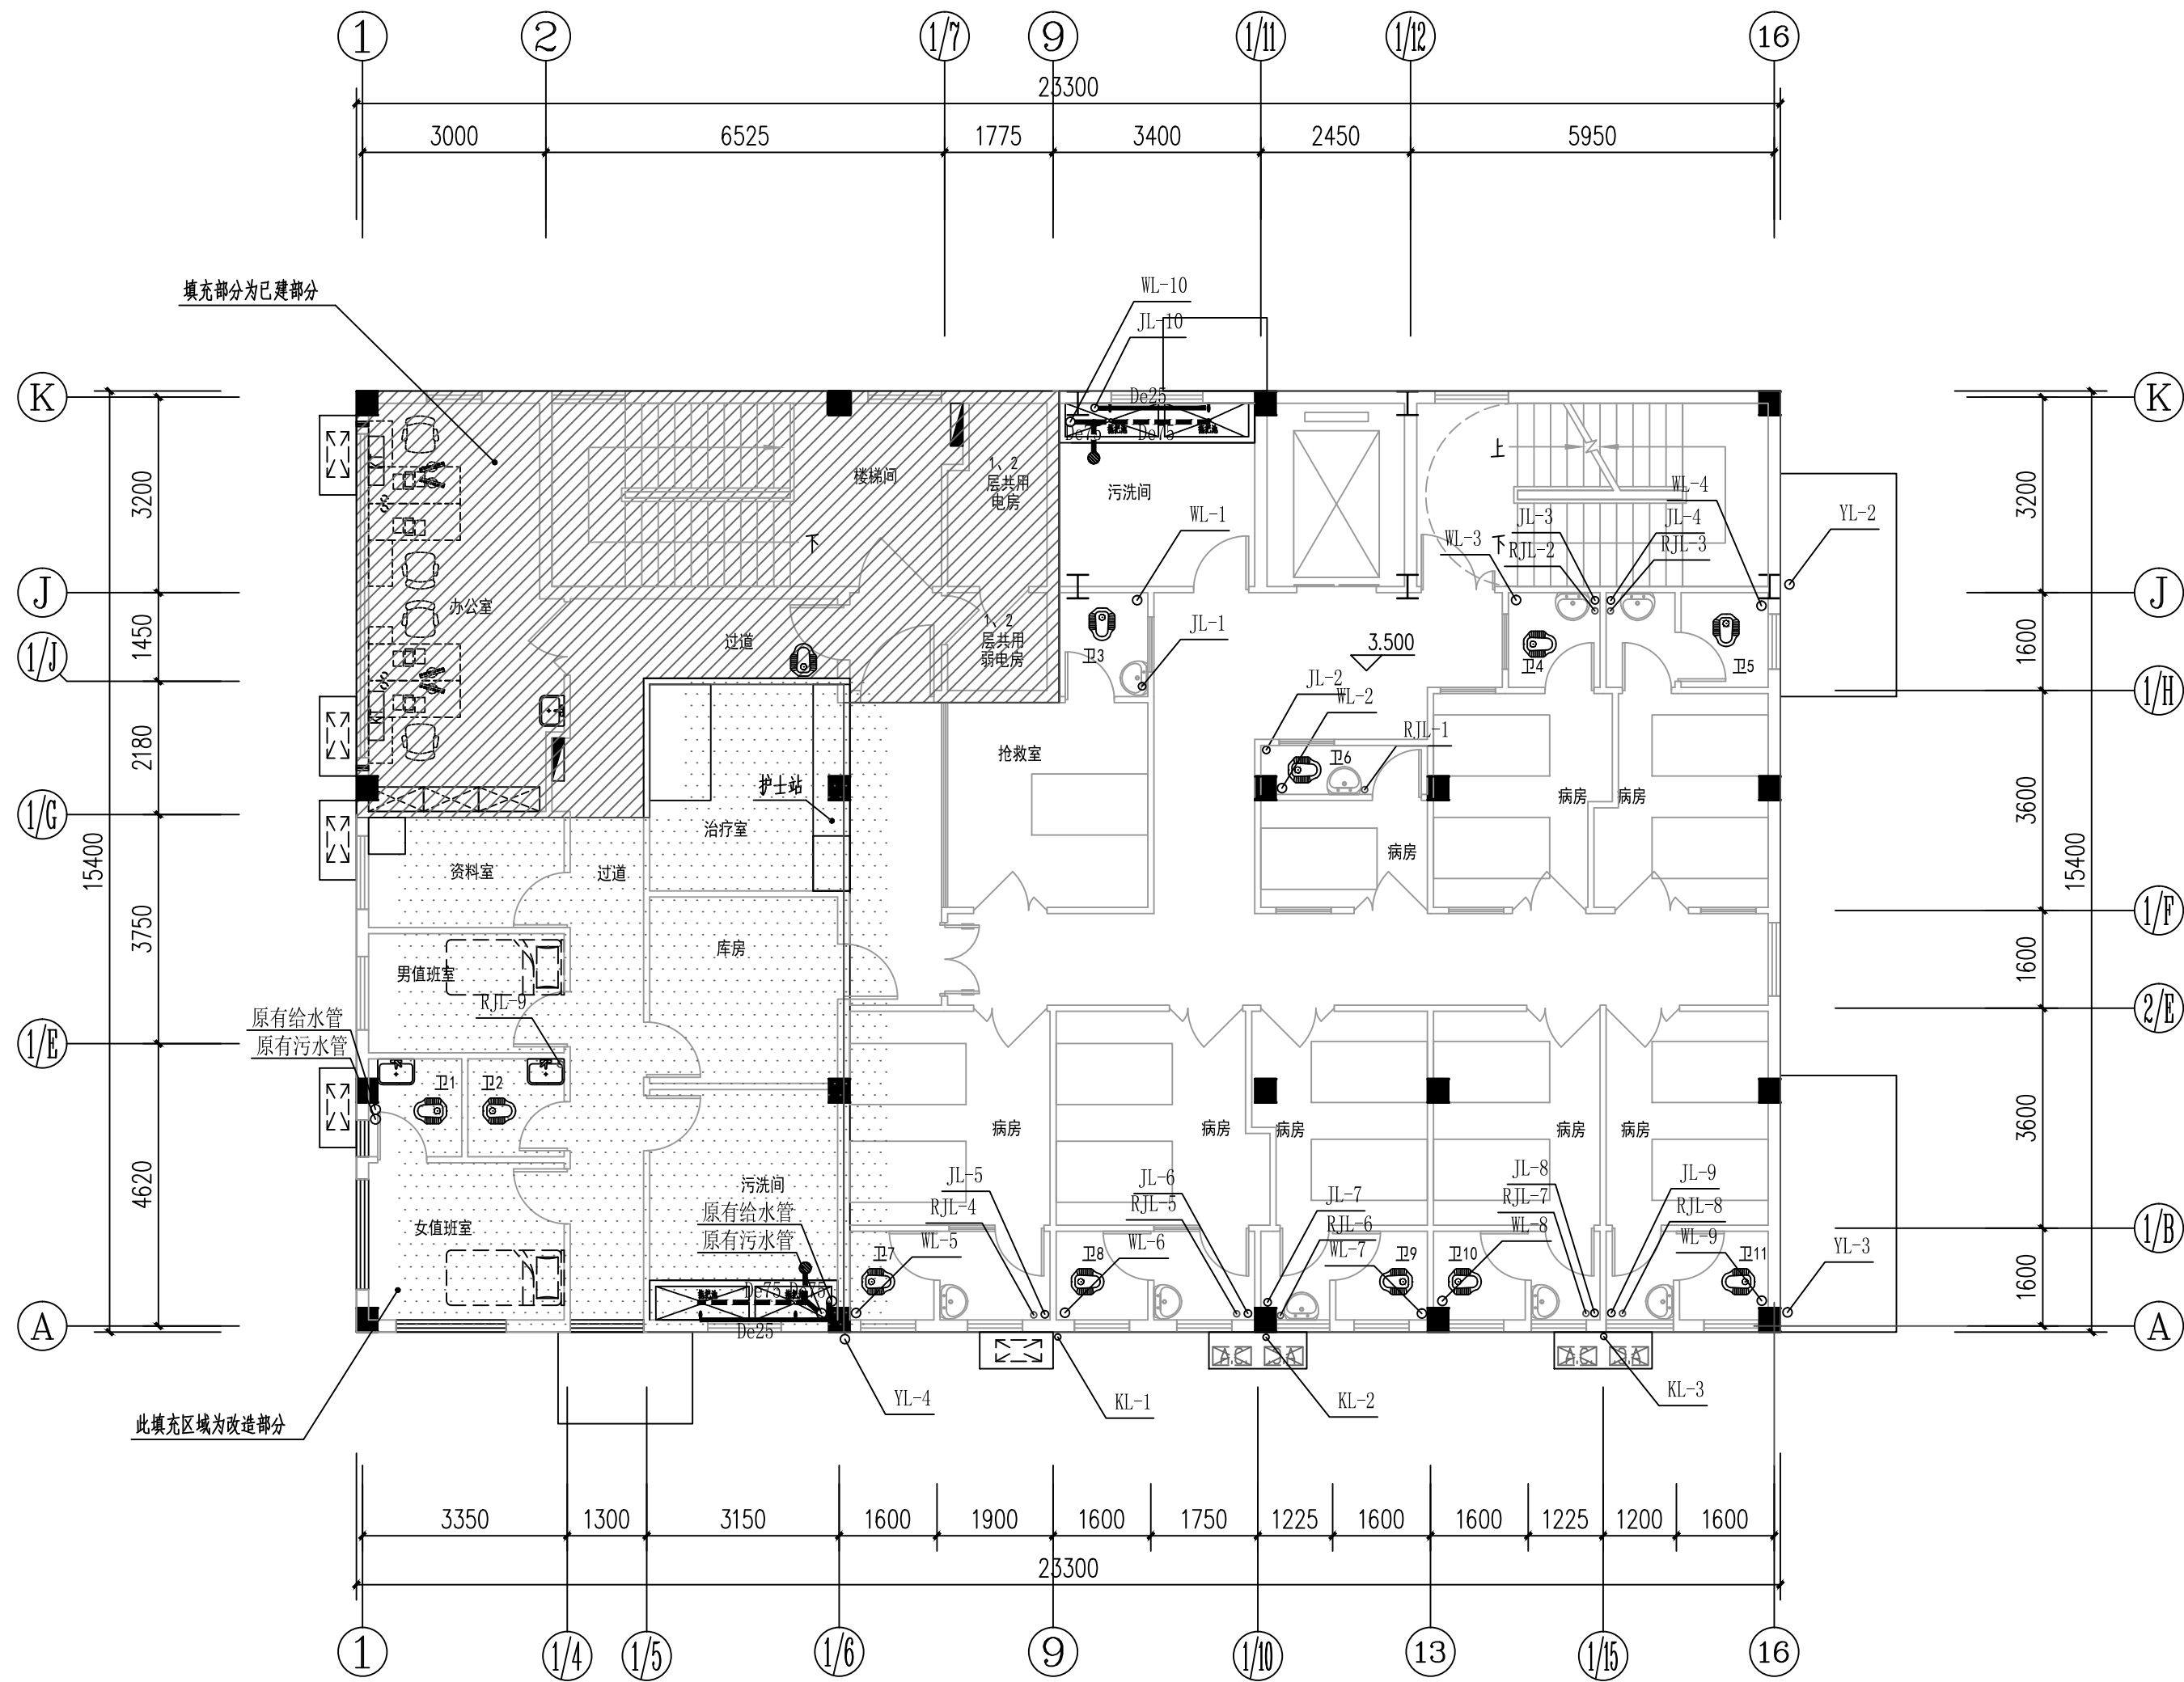 1
2
1/7
9
1/11
1/12
16
23300
3000
6525
1775
3400
2450
5950
填充部分为已建部分
WL-10
JL-10
K
K
De25
De75
De75
3200
15400
楼梯间
1、2
层共用
电房
污洗间
上
WL-4
JL-3
JL-4
WL-1
WL-3
下
RJL-2
RJL-3
YL-2
3200
15400
下
J
J
办公室
过道
1、2
层共用
弱电房
卫3
JL-1
3.500
卫4
卫5
1450
1600
1/J
1/H
2180
JL-2
WL-2
RJL-1
抢救室
卫6
护士站
病房
病房
3600
1/G
治疗室
病房
资料室
过道
3750
1/F
库房
男值班室
RJL-9
1600
原有给水管
原有污水管
1/E
2/E
卫1
卫2
病房
病房
病房
病房
病房
3600
4620
污洗间
JL-5
JL-6
JL-7
JL-8
JL-9
原有给水管
RJL-4
RJL-5
RJL-6
RJL-7
RJL-8
女值班室
原有污水管
WL-5
WL-6
WL-7
WL-8
WL-9
YL-3
1/B
卫7
卫8
卫9
卫10
卫11
De75
De75
De25
1600
A
A
AC
AC
YL-4
KL-1
KL-2
KL-3
此填充区域为改造部分
3350
1300
3150
1600
1900
1600
1750
1225
1600
1600
1225
1200
1600
23300
1
1/4
1/5
1/6
9
1/10
13
1/15
16